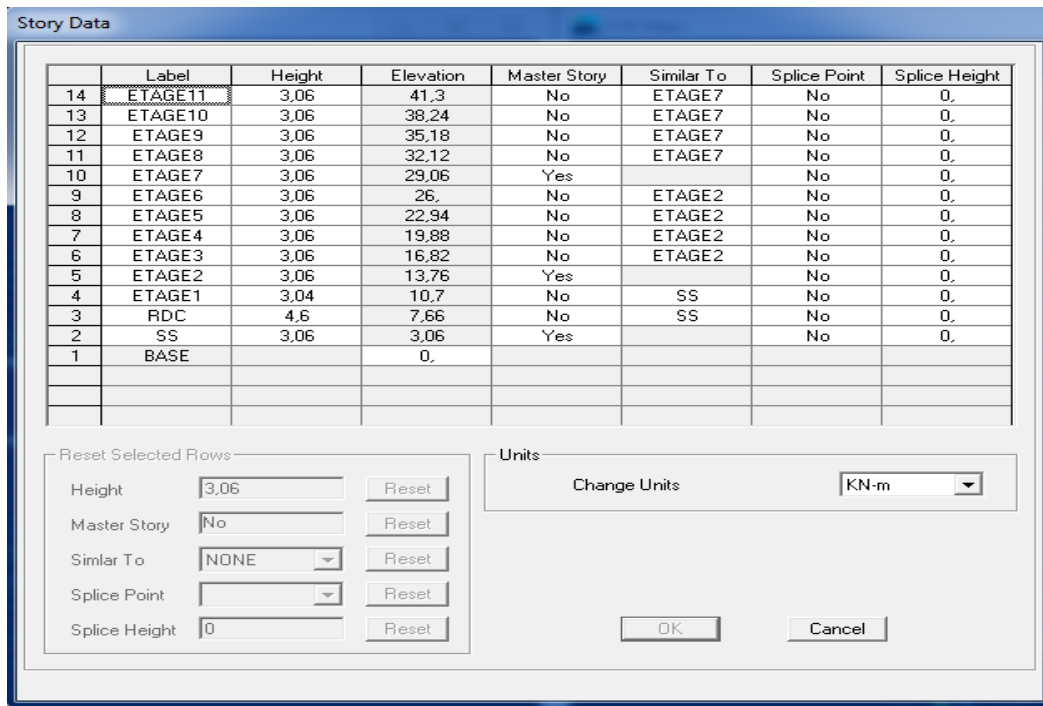 Story Data
Label Height Elevation Master Story Similar To Splice Point Splice Height
14 ETAGE11 3,06 41,3 No ETAGE7 No 0,
13 ETAGE10 3,06 38,24 No ETAGE7 No 0,
12 ETAGE9 3,06 35,18 No ETAGE7 No 0,
11 ETAGE8 3,06 32,12 No ETAGE7 No 0,
10 ETAGE7 3,06 29,06 Yes No 0,
9 ETAGE6 3,06 26, No ETAGE2 No 0,
8 ETAGE5 3,06 22,94 No ETAGE2 No 0,
7 ETAGE4 3,06 19,88 No ETAGE2 No 0,
6 ETAGE3 3,06 16,82 No ETAGE2 No 0,
5 ETAGE2 3,06 13,76 Yes No 0,
4 ETAGE1 3,04 10,7 No SS No 0,
3 RDC 4,6 7,66 No SS No 0,
2 SS 3,06 3,06 Yes No 0,
1 BASE 0,
Reset Selected Rows
Height 3,06 Reset
Master Story No Reset
Simlar To NONE Reset
Splice Point Reset
Splice Height 0 Reset
Units
Change Units KN-m
OK Cancel